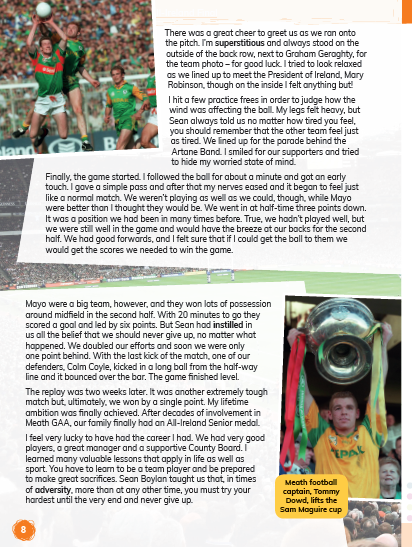 There was a great cheer to greet us as we ran onto
the pitch. I'm superstitious and always stood on the
outside of the back row, next to Graham Geraghty, for
the team photo – for good luck. I tried to look relaxed
as we lined up to meet the President of Ireland, Mary
Robinson, though on the inside I felt anything but!
I hit a few practice frees in order to judge how the
wind was affecting the ball. My legs felt heavy, but
Sean always told us no matter how tired you feel,
you should remember that the other team feel just
as tired. We lined up for the parade behind the
Artane Band. I smiled for our supporters and tried
to hide my worried state of mind.
Finally, the game started. I followed the ball for about a minute and got an early
touch. I gave a simple pass and after that my nerves eased and it began to feel just
like a normal match. We weren't playing as well as we could, though, while Mayo
were better than I thought they would be. We went in at half-time three points down.
It was a position we had been in many times before. True, we hadn't played well, but
we were still well in the game and would have the breeze at our backs for the second
half. We had good forwards, and I felt sure that if I could get the ball to them we
would get the scores we needed to win the game.
Mayo were a big team, however, and they won lots of possession
around midfield in the second half. With 20 minutes to go they
scored a goal and led by six points. But Sean had instilled in
us all the belief that we should never give up, no matter what
happened. We doubled our efforts and soon we were only
one point behind. With the last kick of the match, one of our
defenders, Colm Coyle, kicked in a long ball from the half-way
line and it bounced over the bar. The game finished level.
The replay was two weeks later. It was another extremely tough
match but, ultimately, we won by a single point. My lifetime
ambition was finally achieved. After decades of involvement in
Meath GAA, our family finally had an All-Ireland Senior medal.
I feel very lucky to have had the career I had. We had very good
players, a great manager and a supportive County Board. I
learned many valuable lessons that apply in life as well as
sport. You have to learn to be a team player and be prepared
to make great sacrifices. Sean Boylan taught us that, in times
of adversity, more than at any other time, you must try your
hardest until the very end and never give up.
Meath football
captain, Tommy
Dowd, lifts the
Sam Maguire cup
8